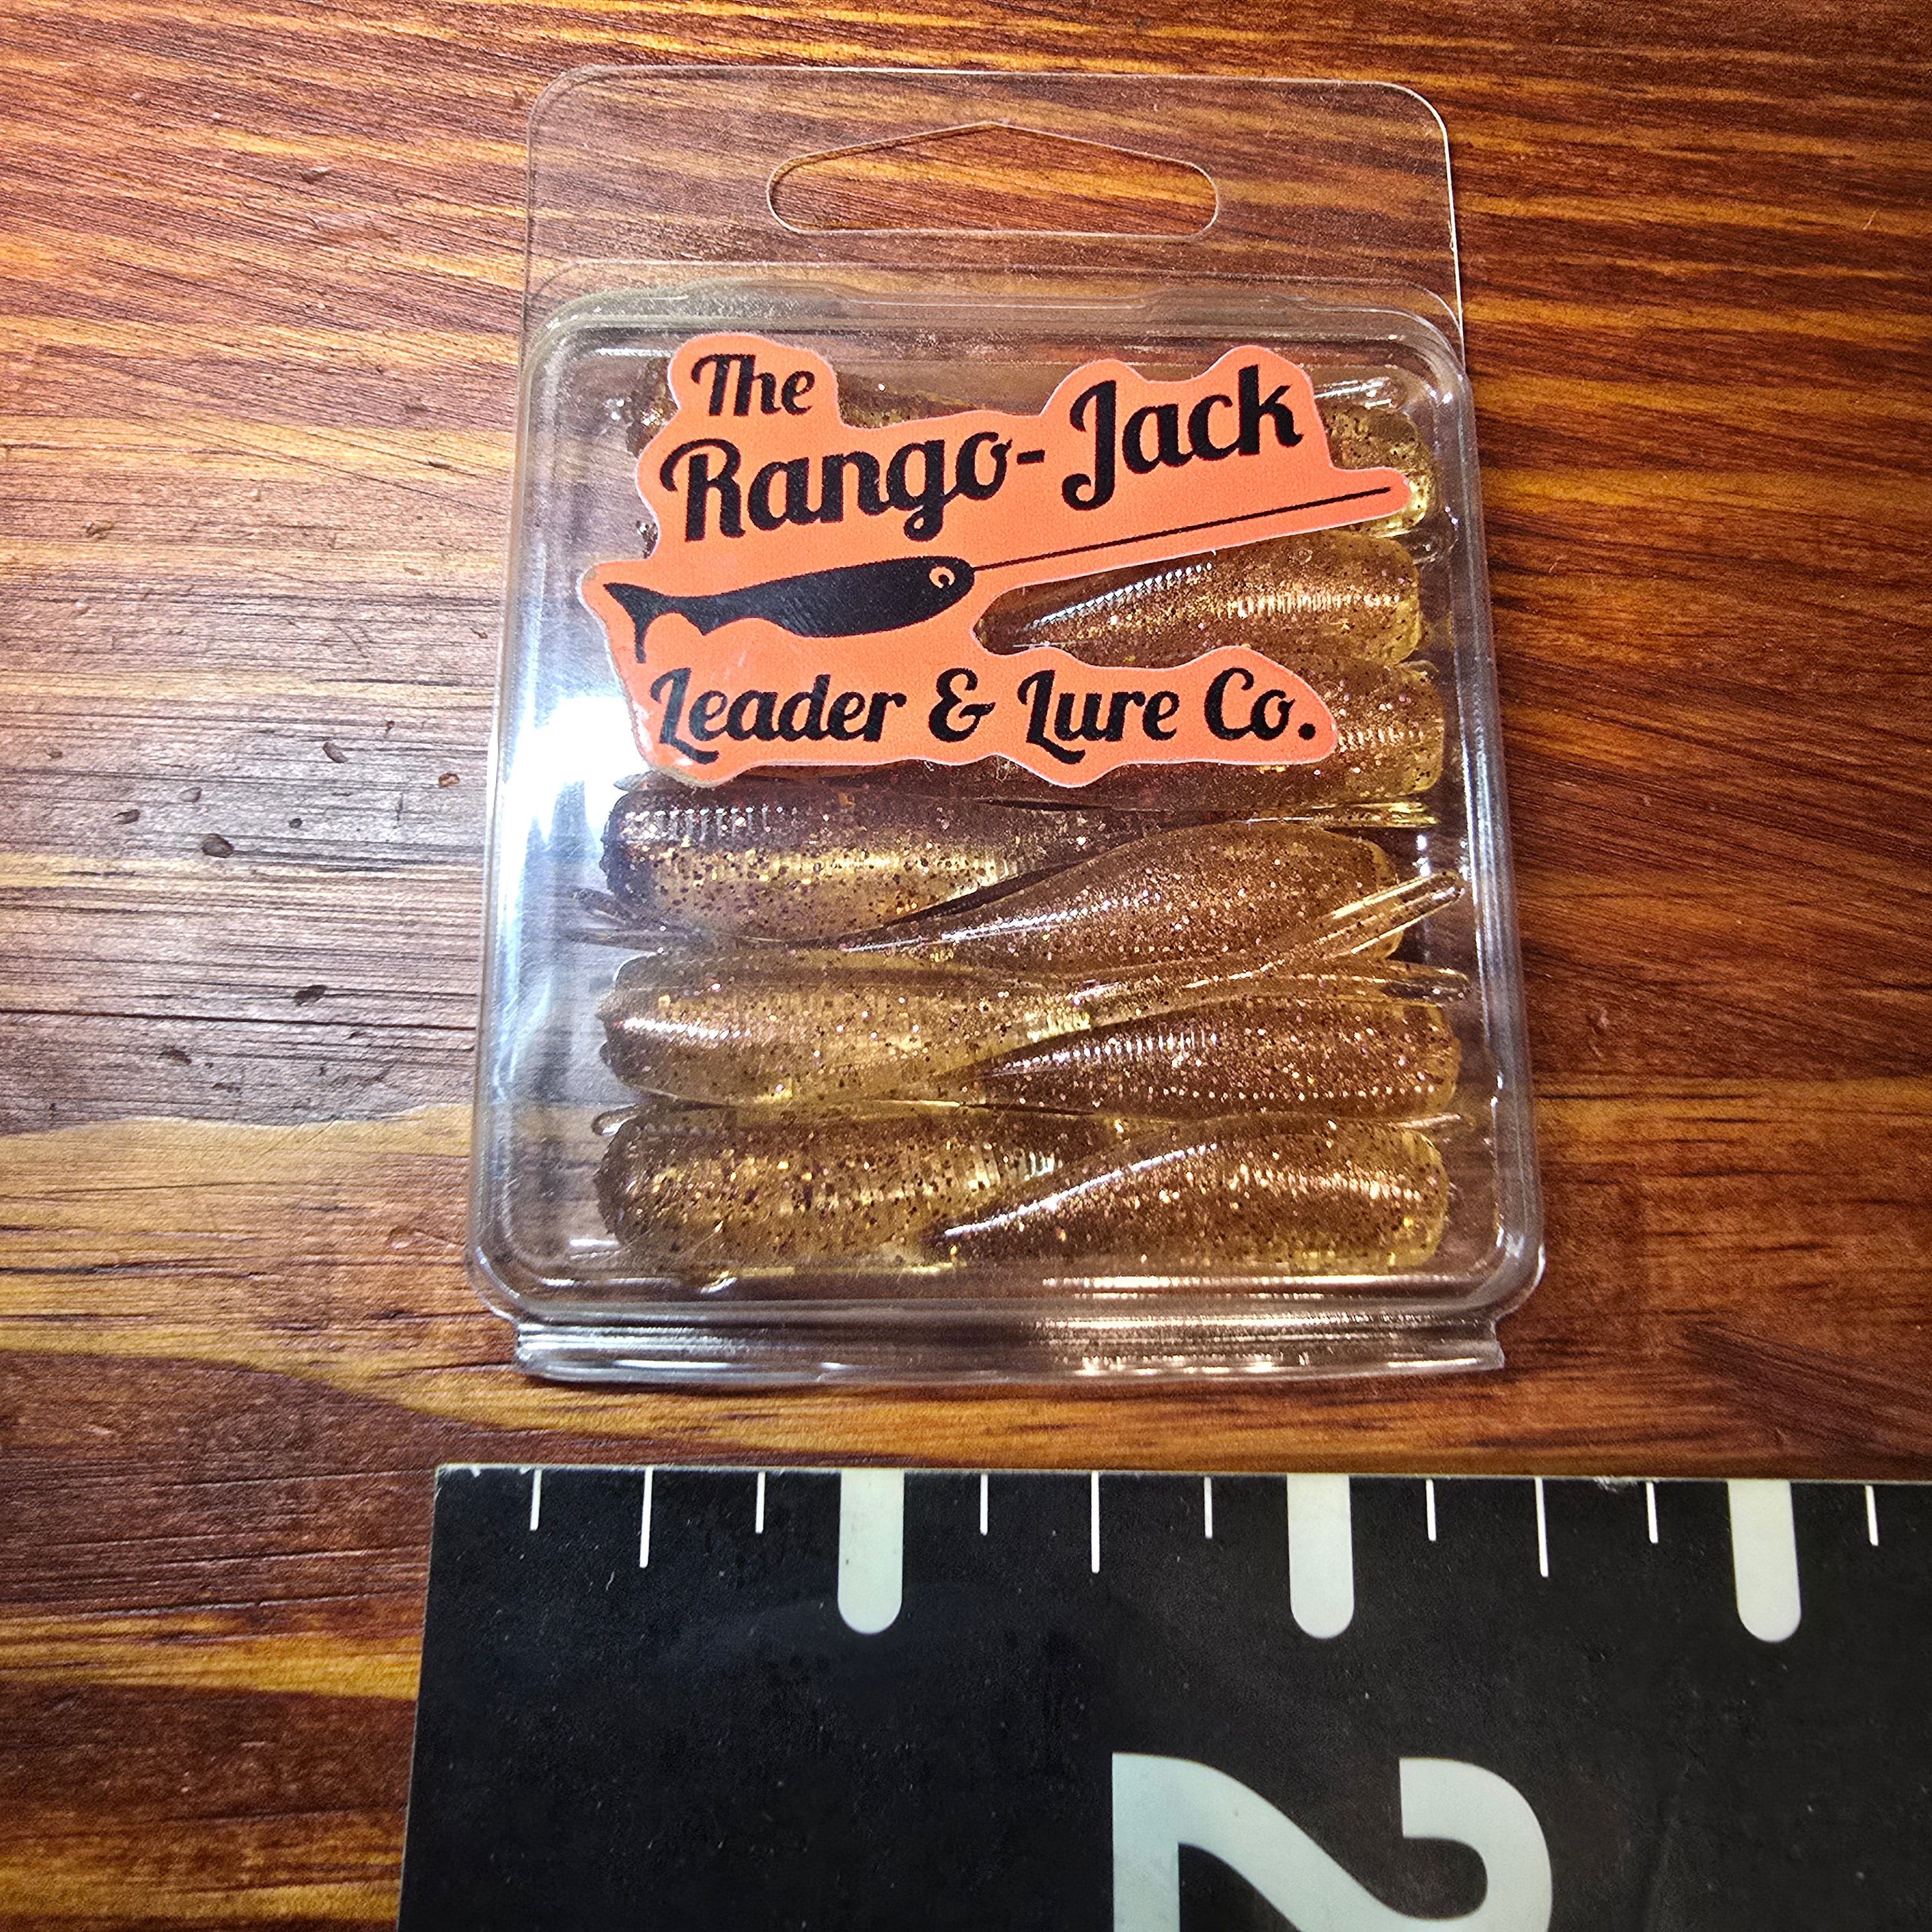 The
Rango-Jack
Leader & Lure Co.
2